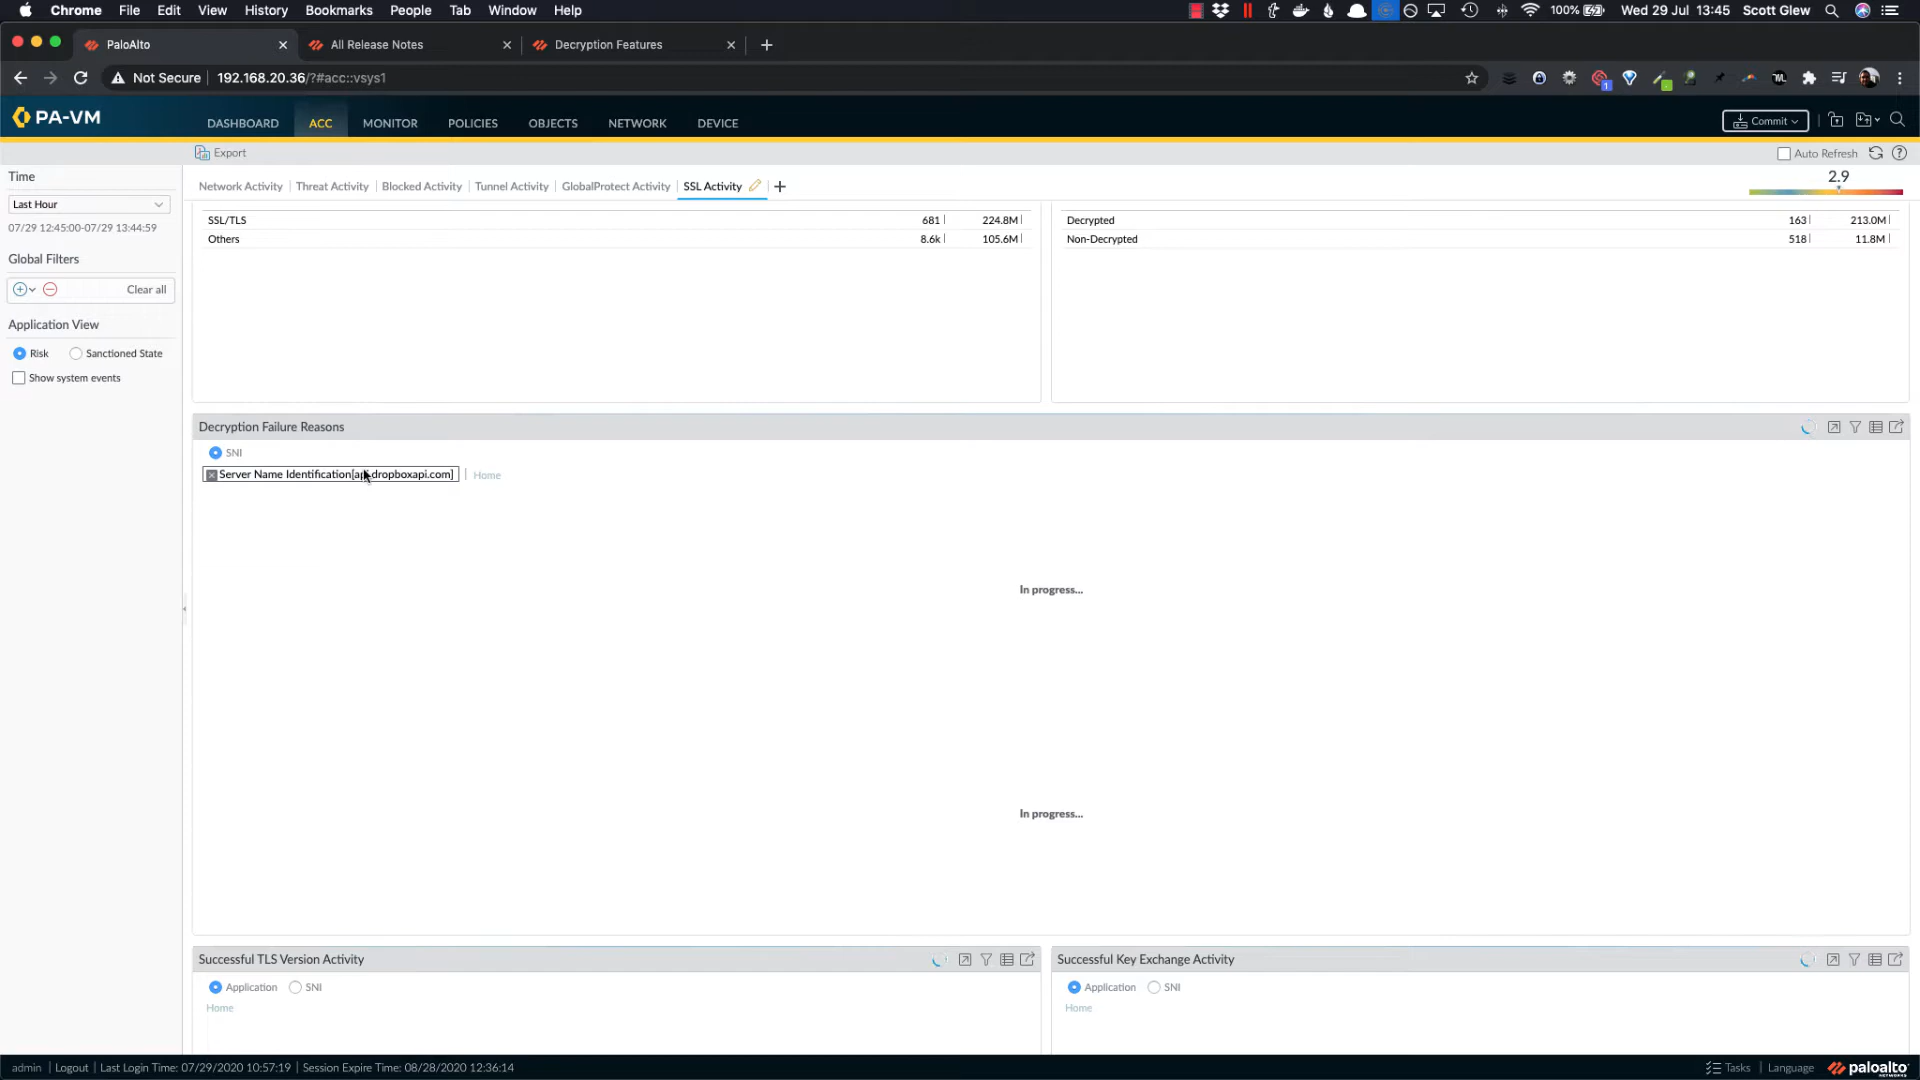 Chrome File Edit View History Bookmarks People Tab Window Help 100% Wed 29 Jul 13:45 Scott Glew
PaloAlto All Release Notes Decryption Features
Not Secure 192.168.20.36/?#acc::vsys1
PA-VM DASHBOARD ACC MONITOR POLICIES OBJECTS NETWORK DEVICE Commit
Export Auto Refresh
Time
Network Activity Threat Activity Blocked Activity Tunnel Activity GlobalProtect Activity SSL Activity 2.9
Last Hour
07/29 12:45:00-07/29 13:44:59
SSL/TLS 681 224.8M Decrypted 163 213.0M
Others 8.6k 105.6M Non-Decrypted 518 11.8M
Global Filters
Clear all
Application View
Risk Sanctioned State
Show system events
Decryption Failure Reasons
SNI
Server Name Identification[api.dropboxapi.com] Home
In progress...
In progress...
Successful TLS Version Activity Successful Key Exchange Activity
Application SNI Application SNI
Home Home
admin | Logout | Last Login Time: 07/29/2020 10:57:19 | Session Expire Time: 08/28/2020 12:36:14 Tasks | Language paloalto